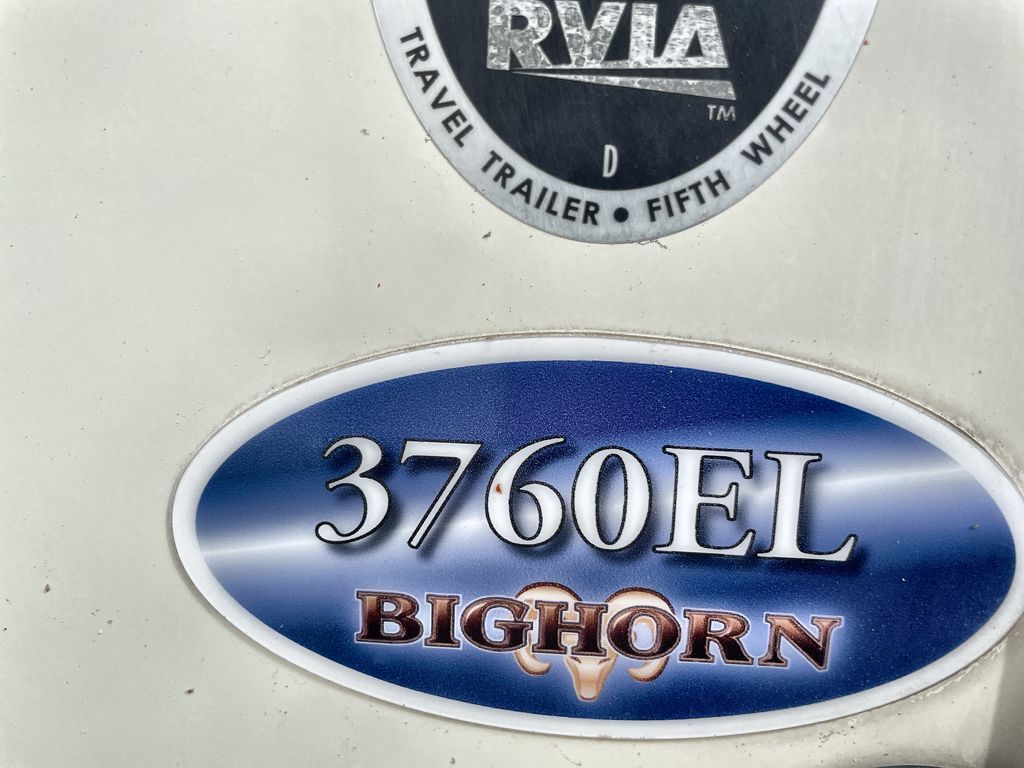 RVIA
TM
D
TRAVEL TRAILER • FIFTH WHEEL
3760EL
BIGHORN